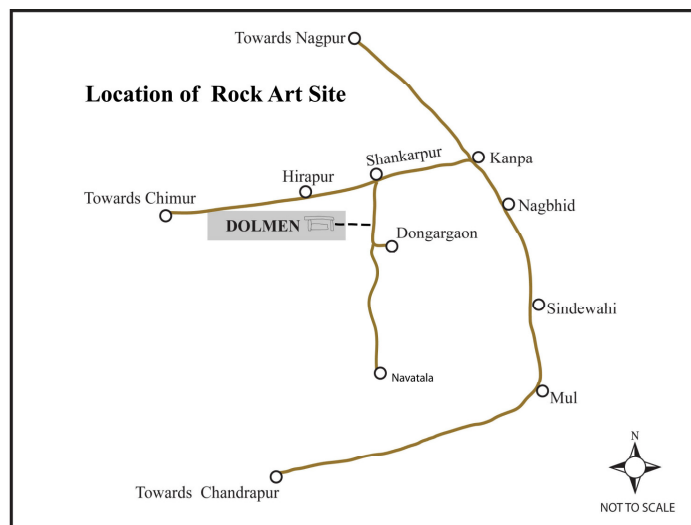 Towards Nagpur
Location of Rock Art Site
Shankarpur
Kanpa
Hirapur
Towards Chimur
Nagbhid
DOLMEN
Dongargaon
Sindewahi
Navatala
Mul
N
Towards Chandrapur
NOT TO SCALE